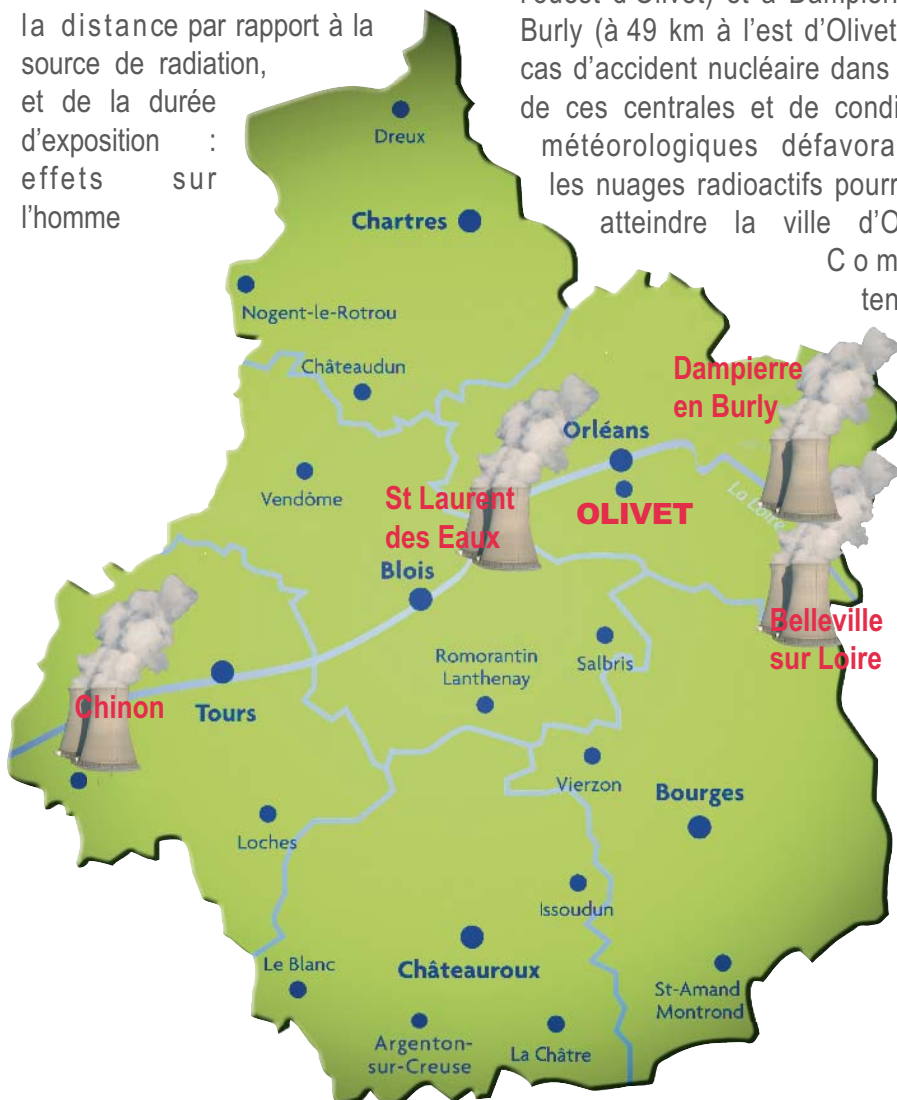 la distance par rapport à la
source de radiation,
et de la durée
d'exposition :
effets sur
l'homme
Burly (à 49 km à l'est d'Olivet
cas d'accident nucléaire dans
de ces centrales et de condi
météorologiques défavora
les nuages radioactifs pourr
atteindre la ville d'O
Com
ten
Dreux
Chartres
Nogent-le-Rotrou
Châteaudun
Dampierre
en Burly
Orléans
Vendôme
St Laurent
des Eaux
OLIVET
La Loire
Blois
Belleville
sur Loire
Romorantin
Lanthenay
Salbris
Chinon
Tours
Vierzon
Bourges
Loches
Issoudun
Le Blanc
Châteauroux
St-Amand
Montrond
Argenton-
sur-Creuse
La Châtre